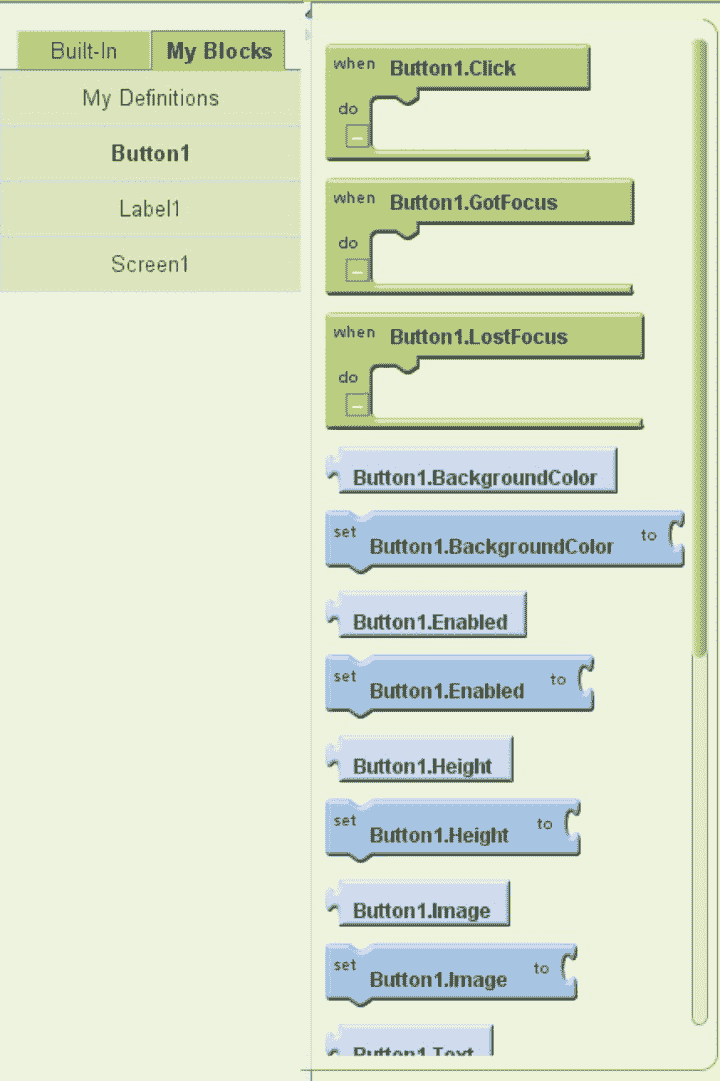 Built-In
My Blocks
My Definitions
Button1
Label1
Screen1
when Button1.Click
do
when Button1.GotFocus
do
when Button1.LostFocus
do
Button1.BackgroundColor
set Button1.BackgroundColor to
Button1.Enabled
set Button1.Enabled to
Button1.Height
set Button1.Height to
Button1.Image
set Button1.Image to
Button1.Text